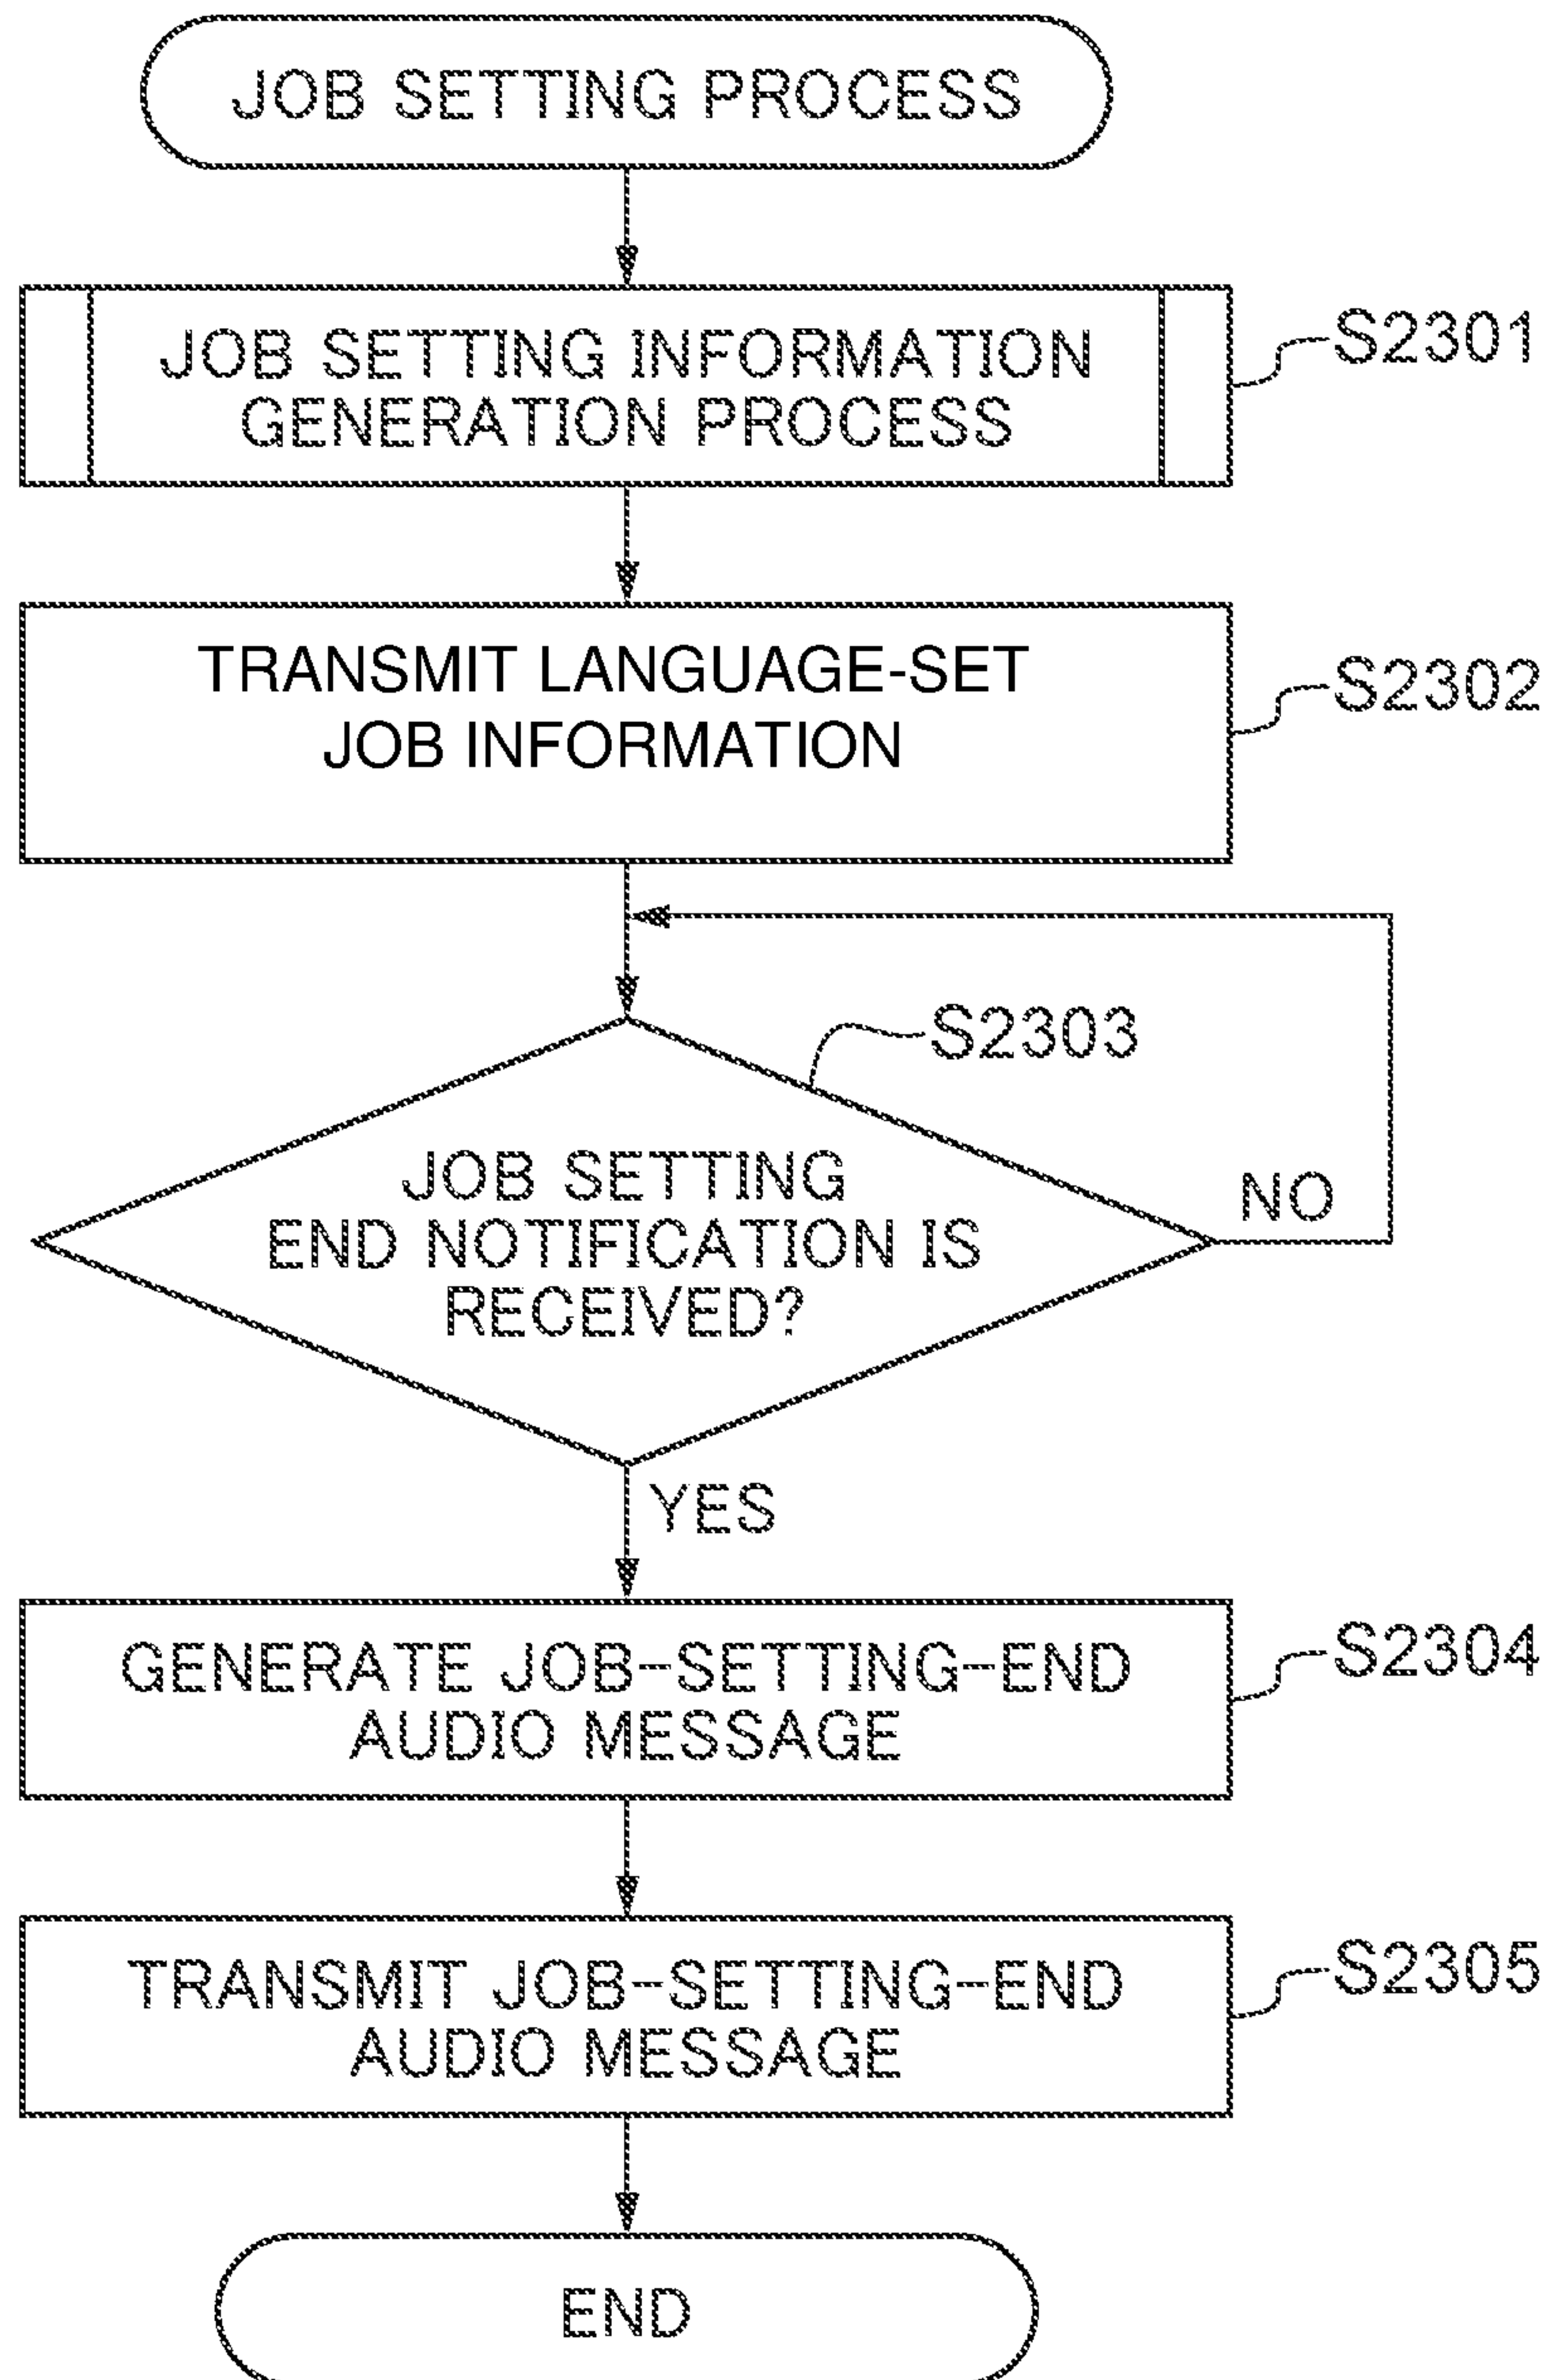 JOB SETTING PROCESS
JOB SETTING INFORMATION
GENERATION PROCESS
S2301
TRANSMIT LANGUAGE-SET
JOB INFORMATION
S2302
S2303
JOB SETTING
END NOTIFICATION IS
RECEIVED?
NO
YES
GENERATE JOB-SETTING-END
AUDIO MESSAGE
S2304
TRANSMIT JOB-SETTING-END
AUDIO MESSAGE
S2305
END